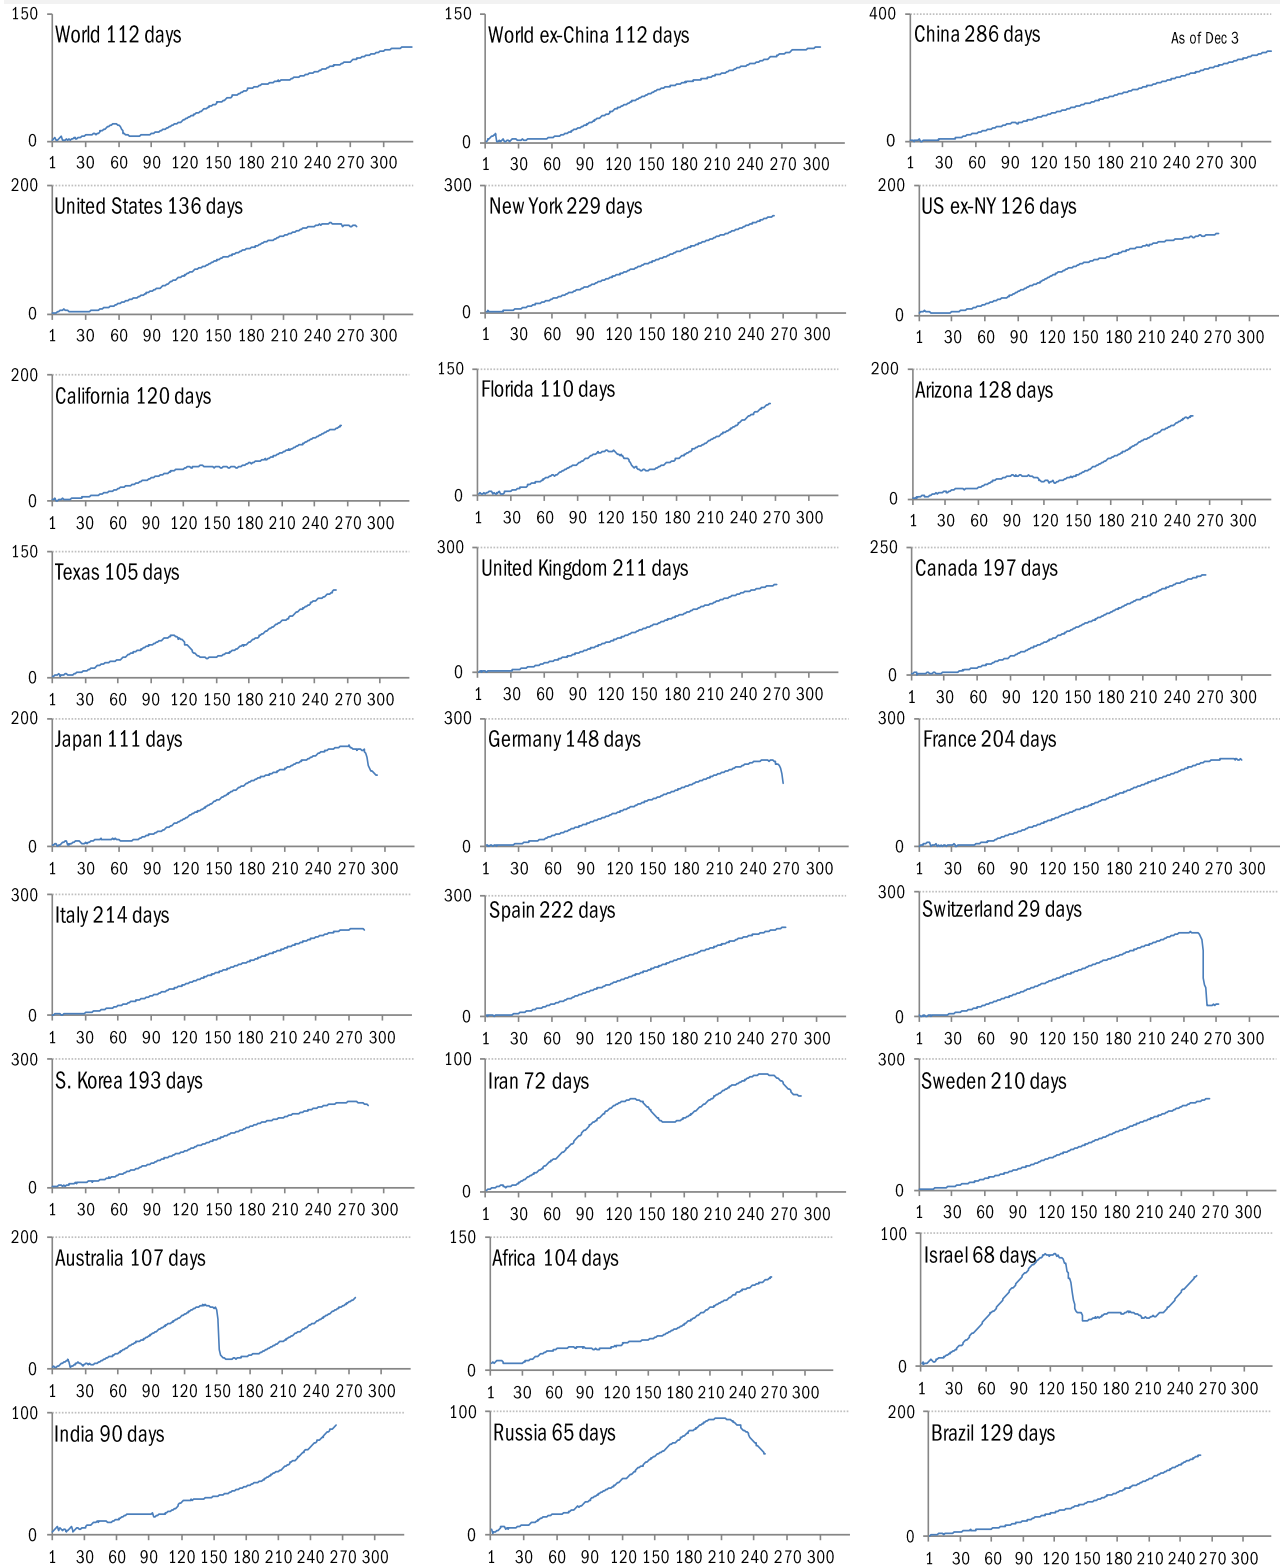 150
World 112 days
0
1 30 60 90 120 150 180 210 240 270 300
150
World ex-China 112 days
0
1 30 60 90 120 150 180 210 240 270 300
400
China 286 days
As of Dec 3
0
1 30 60 90 120 150 180 210 240 270 300
200
United States 136 days
0
1 30 60 90 120 150 180 210 240 270 300
300
New York 229 days
0
1 30 60 90 120 150 180 210 240 270 300
200
US ex-NY 126 days
0
1 30 60 90 120 150 180 210 240 270 300
200
California 120 days
0
1 30 60 90 120 150 180 210 240 270 300
150
Florida 110 days
0
1 30 60 90 120 150 180 210 240 270 300
200
Arizona 128 days
0
1 30 60 90 120 150 180 210 240 270 300
150
Texas 105 days
0
1 30 60 90 120 150 180 210 240 270 300
300
United Kingdom 211 days
0
1 30 60 90 120 150 180 210 240 270 300
250
Canada 197 days
0
1 30 60 90 120 150 180 210 240 270 300
200
Japan 111 days
0
1 30 60 90 120 150 180 210 240 270 300
300
Germany 148 days
0
1 30 60 90 120 150 180 210 240 270 300
300
France 204 days
0
1 30 60 90 120 150 180 210 240 270 300
300
Italy 214 days
0
1 30 60 90 120 150 180 210 240 270 300
300
Spain 222 days
0
1 30 60 90 120 150 180 210 240 270 300
300
Switzerland 29 days
0
1 30 60 90 120 150 180 210 240 270 300
300
S. Korea 193 days
0
1 30 60 90 120 150 180 210 240 270 300
100
Iran 72 days
0
1 30 60 90 120 150 180 210 240 270 300
300
Sweden 210 days
0
1 30 60 90 120 150 180 210 240 270 300
200
Australia 107 days
0
1 30 60 90 120 150 180 210 240 270 300
150
Africa 104 days
0
1 30 60 90 120 150 180 210 240 270 300
100
Israel 68 days
0
1 30 60 90 120 150 180 210 240 270 300
100
India 90 days
0
1 30 60 90 120 150 180 210 240 270 300
100
Russia 65 days
0
1 30 60 90 120 150 180 210 240 270 300
200
Brazil 129 days
0
1 30 60 90 120 150 180 210 240 270 300